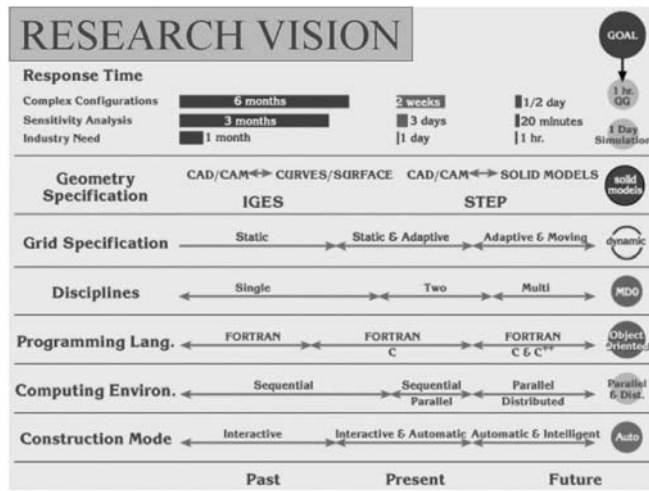 RESEARCH VISION
GOAL
Response Time
Complex Configurations 6 months 2 weeks 1/2 day
1 hr.
GG
Sensitivity Analysis 3 months 3 days 20 minutes
Industry Need 1 month 1 day 1 hr.
1 Day
Simulation
Geometry
Specification
CAD/CAM CURVES/SURFACE CAD/CAM SOLID MODELS
IGES STEP
solid
models
Grid Specification Static Static & Adaptive Adaptive & Moving dynamic
Disciplines Single Two Multi MDO
Programming Lang. FORTRAN FORTRAN FORTRAN
C C & C++
Object
Oriented
Computing Environ. Sequential Sequential Parallel
Parallel Distributed
Parallel
& Dist.
Construction Mode Interactive Interactive & Automatic Automatic & Intelligent Auto
Past Present Future